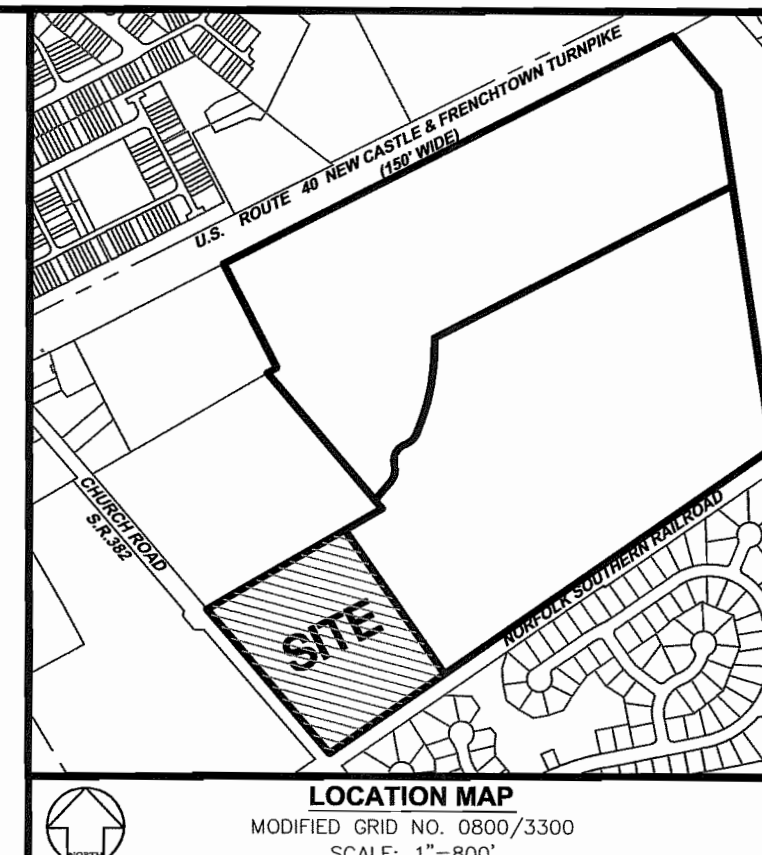 U.S. ROUTE 40 NEW CASTLE & FRENCHTOWN TURNPIKE
(150' WIDE)
CHURCH ROAD
S.R.382
SITE
NORFOLK SOUTHERN RAILROAD
LOCATION MAP
MODIFIED GRID NO. 0800/3300
SCALE: 1"=800'
NORTH